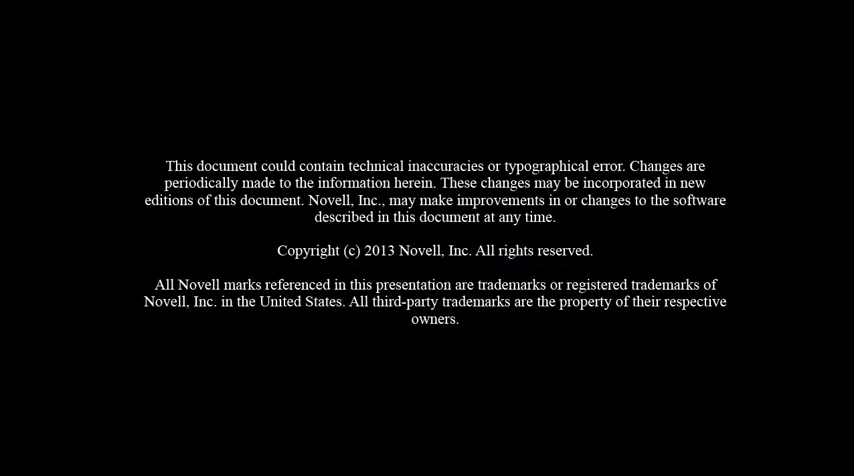 This document could contain technical inaccuracies or typographical error. Changes are
periodically made to the information herein. These changes may be incorporated in new
editions of this document. Novell, Inc., may make improvements in or changes to the software
described in this document at any time.
Copyright (c) 2013 Novell, Inc. All rights reserved.
All Novell marks referenced in this presentation are trademarks or registered trademarks of
Novell, Inc. in the United States. All third-party trademarks are the property of their respective
owners.